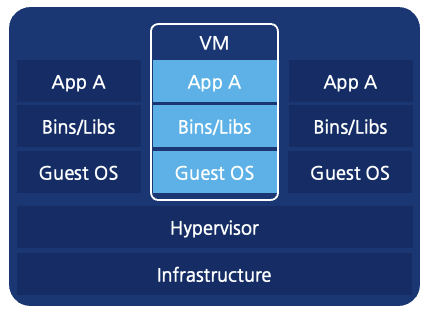 VM
App A
App A
App A
Bins/Libs
Bins/Libs
Bins/Libs
Guest OS
Guest OS
Guest OS
Hypervisor
Infrastructure